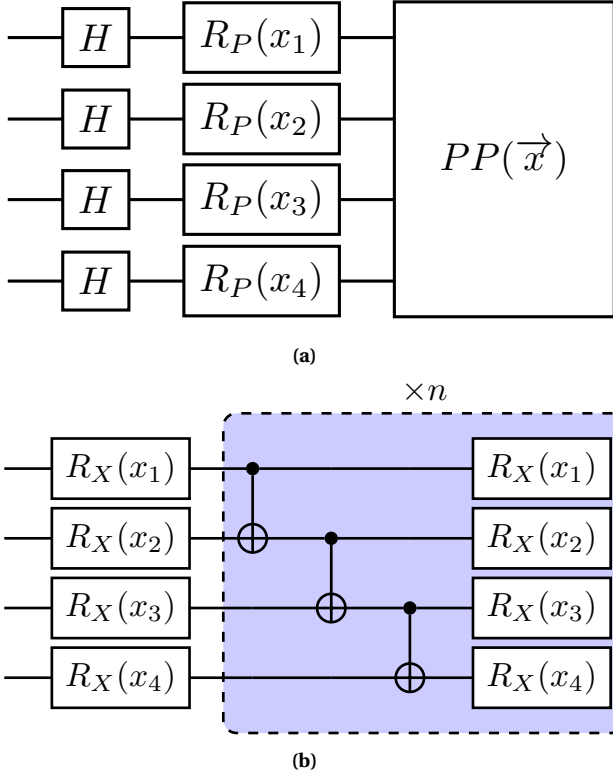 H R_P(x_1)
H R_P(x_2)
PP(\overrightarrow{x})
H R_P(x_3)
H R_P(x_4)
(a)
×n
R_X(x_1) R_X(x_1)
R_X(x_2) R_X(x_2)
R_X(x_3) R_X(x_3)
R_X(x_4) R_X(x_4)
(b)